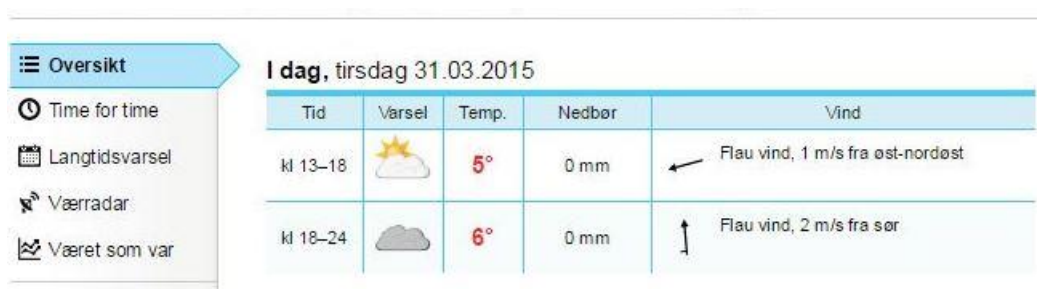 Oversikt
Time for time
Langtidsvarsel
Værradar
Været som var
I dag, tirsdag 31.03.2015
Tid Varsel Temp. Nedbør Vind
kl 13–18 5° 0 mm Flau vind, 1 m/s fra øst-nordøst
kl 18–24 6° 0 mm Flau vind, 2 m/s fra sør